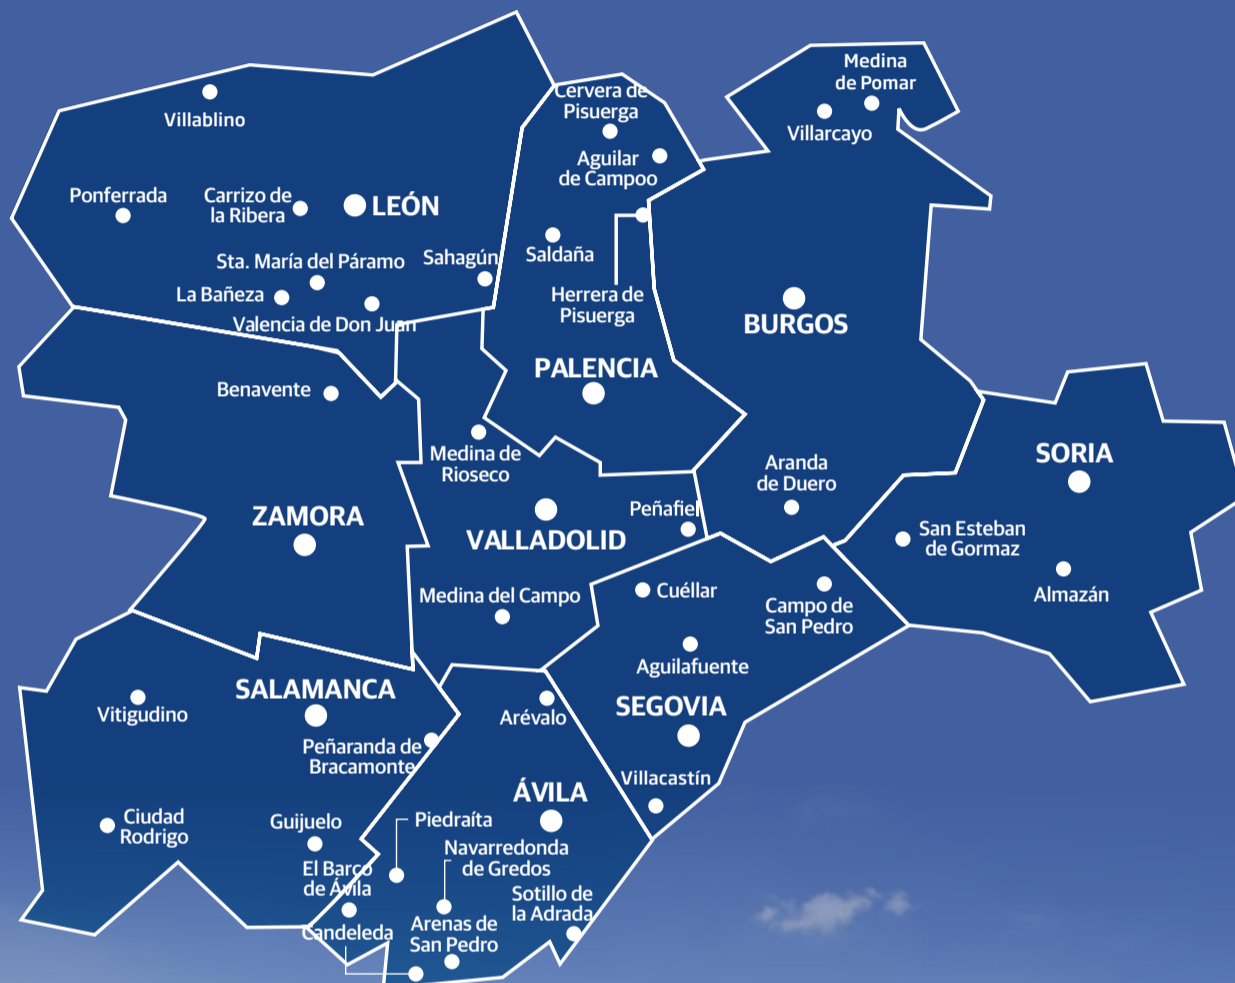 Medina
de Pomar
Villarcayo
Cervera de
Pisuerga
Aguilar
de Campoo
Villablino
Ponferrada
Carrizo de
la Ribera
LEÓN
Sta. María del Páramo
Sahagún
La Bañeza
Valencia de Don Juan
Saldaña
Herrera de
Pisuerga
BURGOS
PALENCIA
Benavente
Medina de
Rioseco
Aranda
de Duero
SORIA
ZAMORA
VALLADOLID
Peñafiel
San Esteban
de Gormaz
Almazán
Medina del Campo
Cuéllar
Campo de
San Pedro
Aguilafuente
SALAMANCA
Vitigudino
Arévalo
SEGOVIA
Peñaranda de
Bracamonte
Villacastín
ÁVILA
Ciudad
Rodrigo
Guijuelo
Piedraíta
Navarredonda
de Gredos
El Barco
de Ávila
Sotillo de
la Adrada
Candeleda
Arenas de
San Pedro